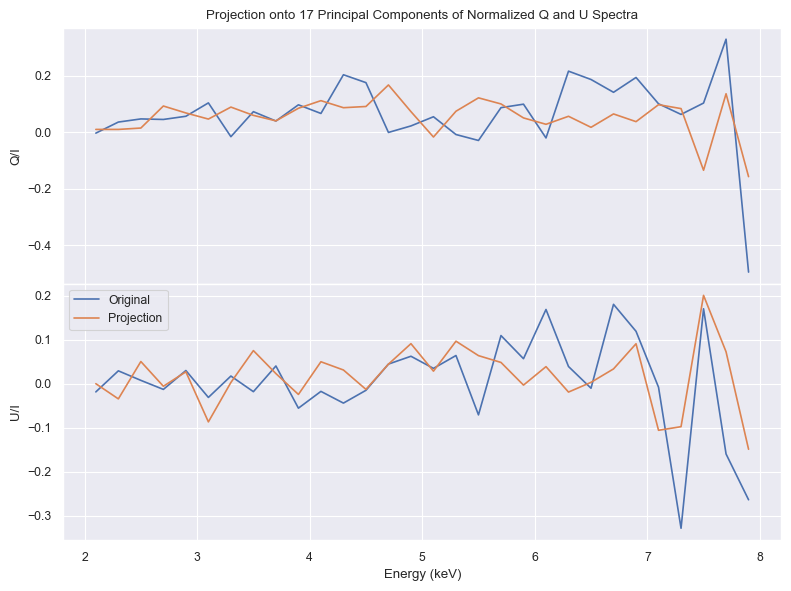 Projection onto 17 Principal Components of Normalized Q and U Spectra
0.2
0.0
−0.2
−0.4
Q/I
Original
Projection
0.2
0.1
0.0
−0.1
−0.2
−0.3
U/I
2 3 4 5 6 7 8
Energy (keV)